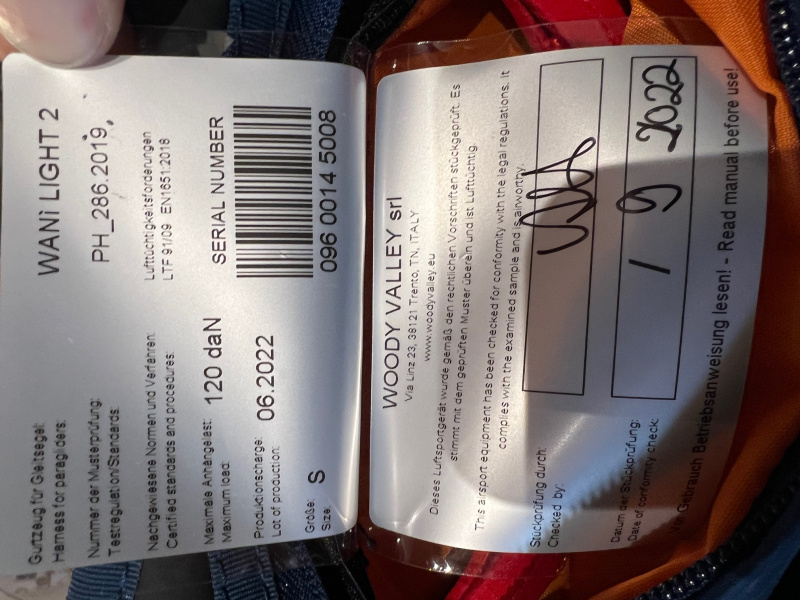 Gurtzeug für Gleitsegel: WANi LIGHT 2
Harness for paragliders:
Nummer der Musterprüfung: PH_286.2019
Testregulation/Standards:
Nachgewiesene Normen und Verfahren: Lufttüchtigkeitsforderungen
Certified standards and procedures: LTF 91/09 EN1651:2018
Maximale Anhängelast: 120 daN SERIAL NUMBER
Maximum load:
Produktionscharge: 06.2022
Lot of production:
Größe: S 096 0014 5008
Size:
WOODY VALLEY srl
Via Linz 23, 38121 Trento, TN, ITALY
www.woodyvalley.eu
Dieses Luftsportgerät wurde gemäß den rechtlichen Vorschriften stückgeprüft. Es
stimmt mit dem geprüften Muster überein und ist Lufttüchtig.
This airsport equipment has been checked for conformity with the legal regulations. It
complies with the examined sample and is airworthy.
Stückprüfung durch:
Checked by:
Datum der Stückprüfung: 1 9 2022
Date of conformity check:
Vor Gebrauch Betriebsanweisung lesen! - Read manual before use!